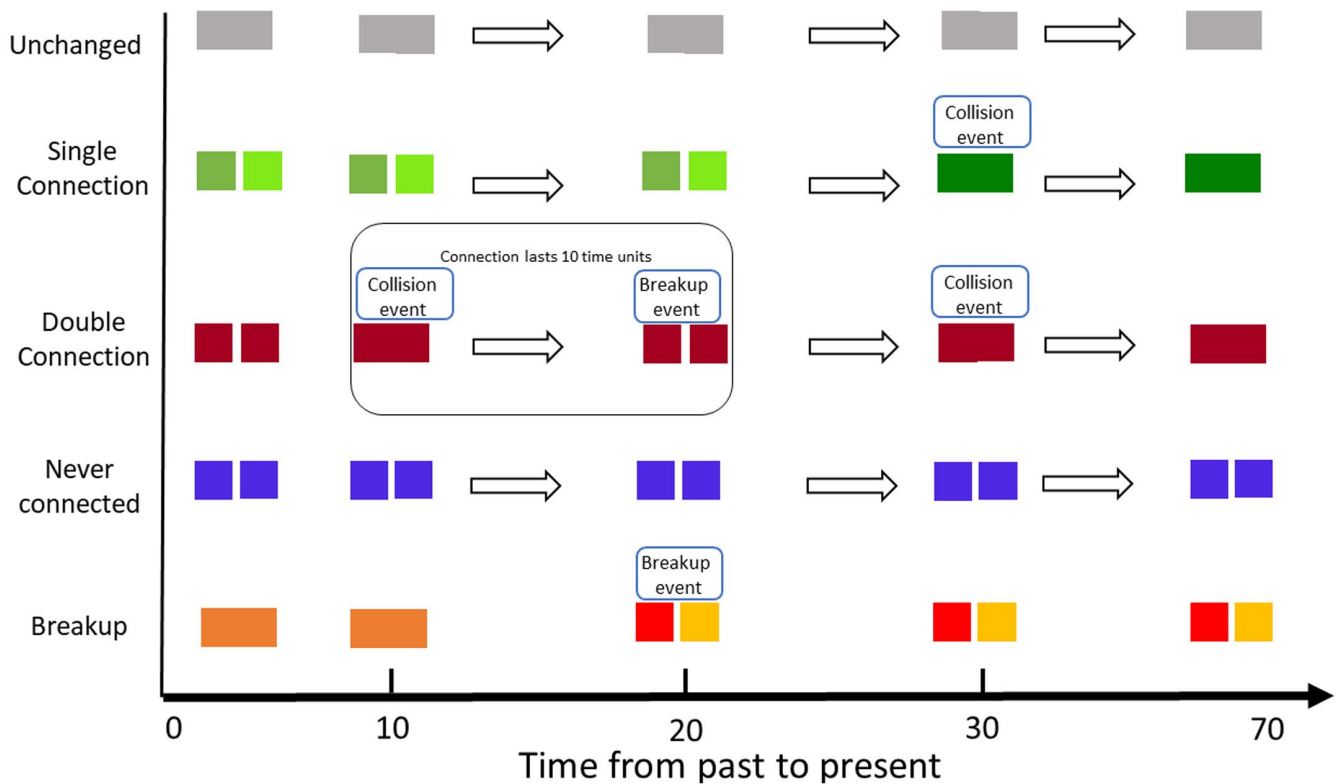 Unchanged
Single
Connection
Collision
event
Connection lasts 10 time units
Double
Connection
Collision
event
Breakup
event
Collision
event
Never
connected
Breakup
Breakup
event
0
10
20
30
70
Time from past to present